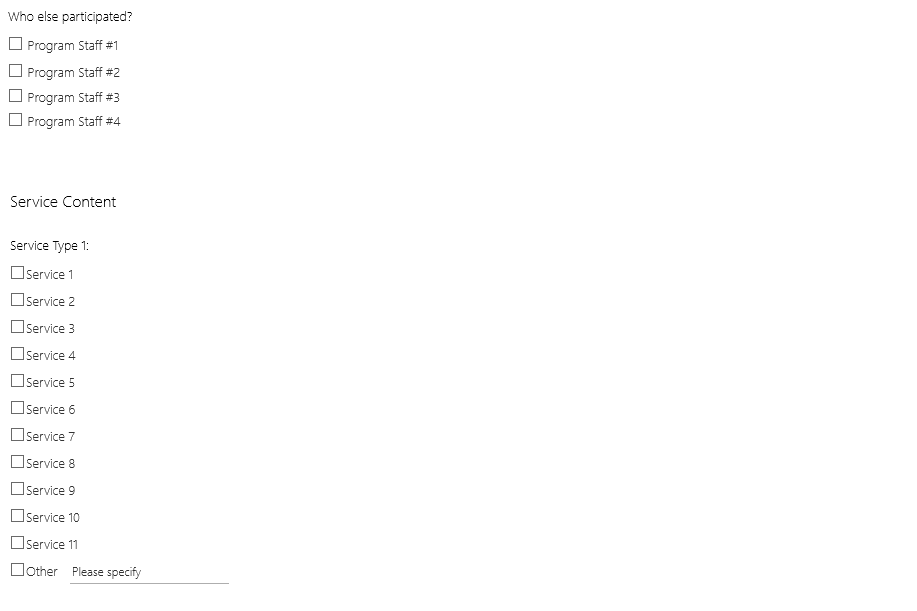 Who else participated?
Program Staff #1
Program Staff #2
Program Staff #3
Program Staff #4
Service Content
Service Type 1:
Service 1
Service 2
Service 3
Service 4
Service 5
Service 6
Service 7
Service 8
Service 9
Service 10
Service 11
Other Please specify